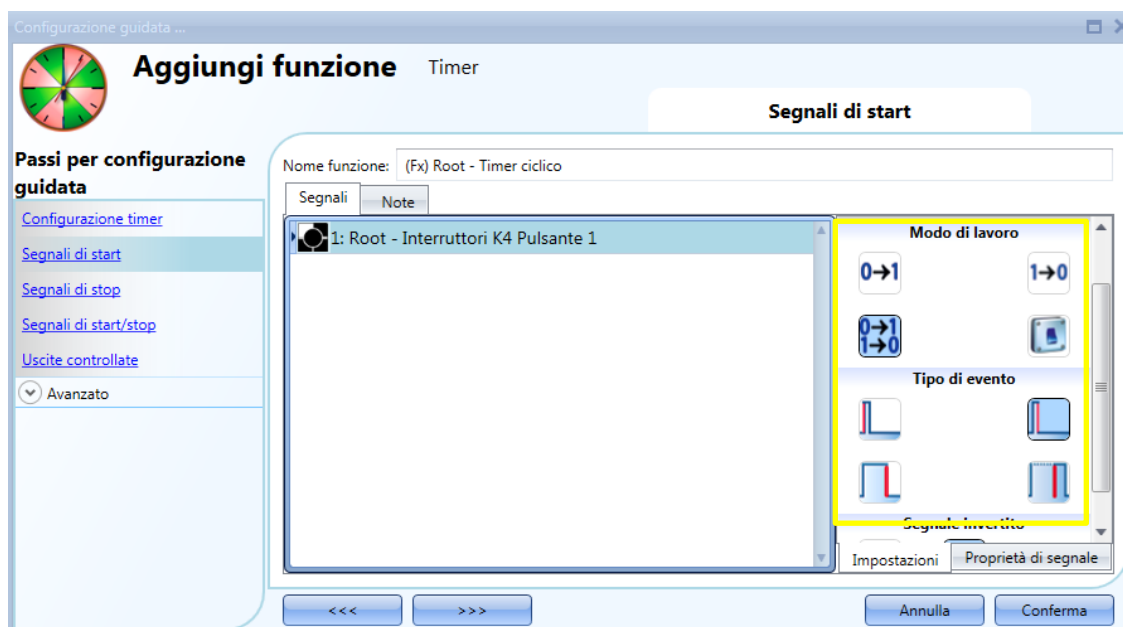 Configurazione guidata ...
Aggiungi funzione Timer
Segnali di start
Passi per configurazione
guidata
Configurazione timer
Segnali di start
Segnali di stop
Segnali di start/stop
Uscite controllate
Avanzato
Nome funzione: (Fx) Root - Timer ciclico
Segnali Note
1: Root - Interruttori K4 Pulsante 1
Modo di lavoro
0→1 1→0
0→1
1→0
Tipo di evento
Segnale invertito
Impostazioni Proprietà di segnale
<<< >>> Annulla Conferma